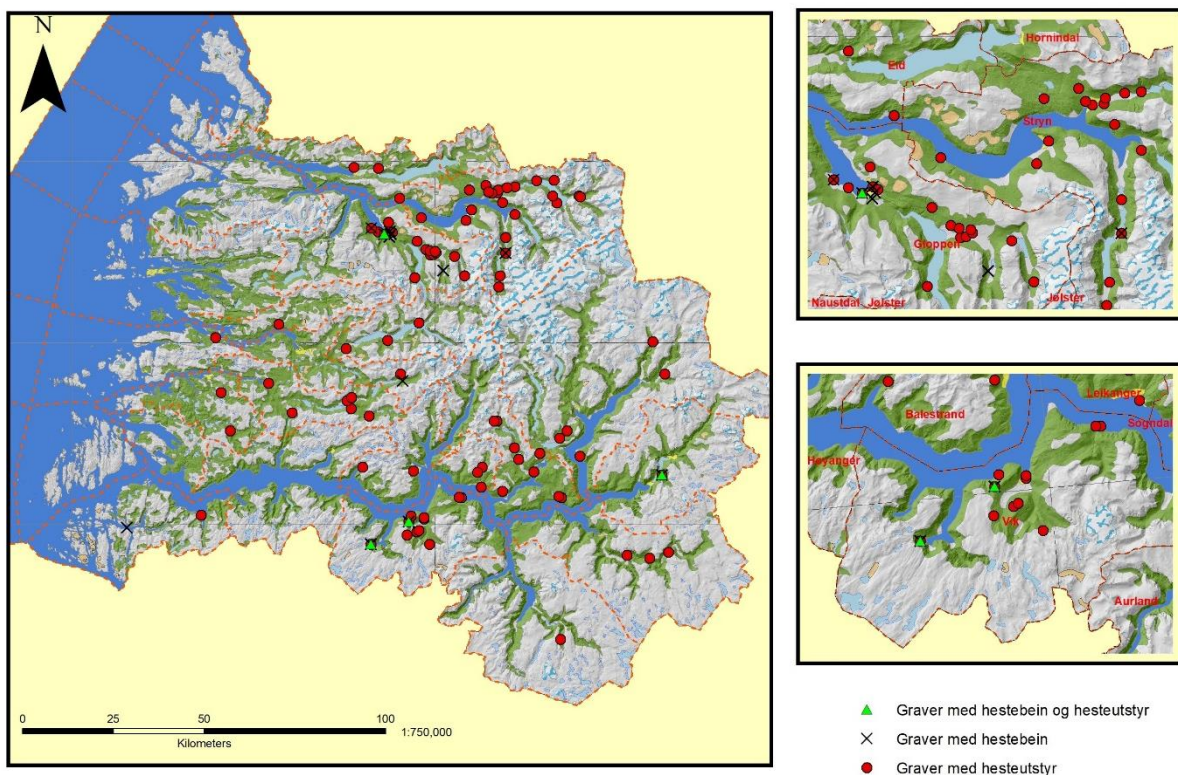 N
0
25
50
100
1:750,000
Kilometers
Hornindal
Eid
Stryn
Gloppen
Naustdal
Jølster
Jølster
Leikanger
Balestrand
Sogndal
Høyanger
Vik
Aurland
Graver med hestebein og hesteutstyr
Graver med hestebein
Graver med hesteutstyr